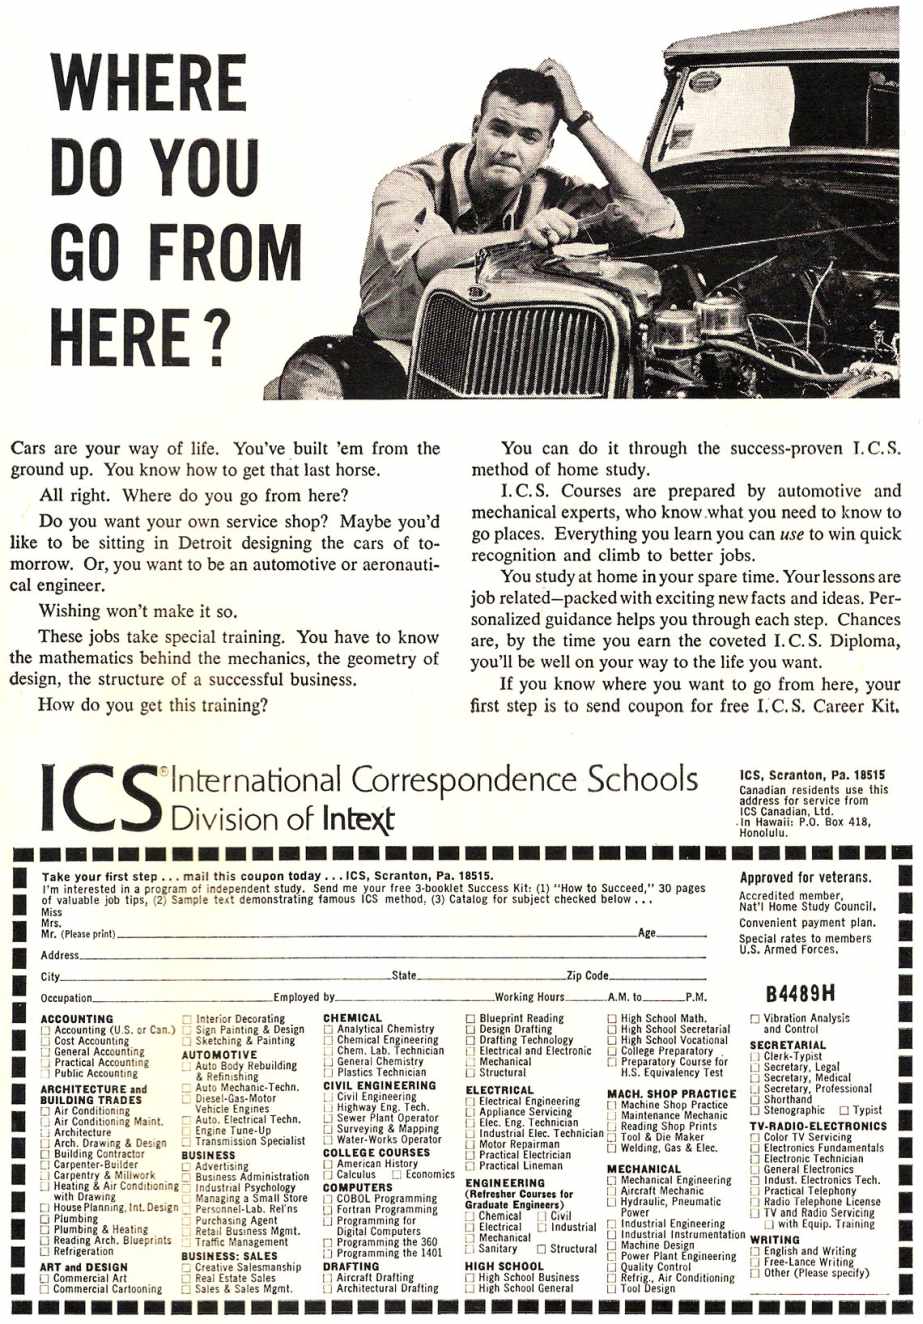 WHERE
DO YOU
GO FROM
HERE?
Cars are your way of life. You've built 'em from the
ground up. You know how to get that last horse.
All right. Where do you go from here?
Do you want your own service shop? Maybe you'd
like to be sitting in Detroit designing the cars of to-
morrow. Or, you want to be an automotive or aeronauti-
cal engineer.
Wishing won't make it so.
These jobs take special training. You have to know
the mathematics behind the mechanics, the geometry of
design, the structure of a successful business.
How do you get this training?
You can do it through the success-proven I.C.S.
method of home study.
I.C.S. Courses are prepared by automotive and
mechanical experts, who know what you need to know to
go places. Everything you learn you can use to win quick
recognition and climb to better jobs.
You study at home in your spare time. Your lessons are
job related—packed with exciting new facts and ideas. Per-
sonalized guidance helps you through each step. Chances
are, by the time you earn the coveted I.C.S. Diploma,
you'll be well on your way to the life you want.
If you know where you want to go from here, your
first step is to send coupon for free I.C.S. Career Kit.
ICS® International Correspondence Schools
Division of Intext
ICS, Scranton, Pa. 18515
Canadian residents use this
address for service from
ICS Canadian, Ltd.
In Hawaii: P.O. Box 418,
Honolulu.
Take your first step . . . mail this coupon today . . . ICS, Scranton, Pa. 18515.
I'm interested in a program of independent study. Send me your free 3-booklet Success Kit: (1) "How to Succeed," 30 pages
of valuable job tips, (2) Sample text demonstrating famous ICS method, (3) Catalog for subject checked below . . .
Miss
Mrs.
Mr. (Please print) Age
Address
City State Zip Code
Occupation Employed by Working Hours A.M. to P.M.
Approved for veterans.
Accredited member,
Nat'l Home Study Council.
Convenient payment plan.
Special rates to members
U.S. Armed Forces.
B4489H
ACCOUNTING
Accounting (U.S. or Can.)
Cost Accounting
General Accounting
Practical Accounting
Public Accounting
ARCHITECTURE and
BUILDING TRADES
Air Conditioning
Air Conditioning Maint.
Architecture
Arch. Drawing & Design
Building Contractor
Carpenter-Builder
Carpentry & Millwork
Heating & Air Conditioning
with Drawing
House Planning, Int. Design
Plumbing
Plumbing & Heating
Reading Arch. Blueprints
Refrigeration
ART and DESIGN
Commercial Art
Commercial Cartooning
Interior Decorating
Sign Painting & Design
Sketching & Painting
AUTOMOTIVE
Auto Body Rebuilding
& Refinishing
Auto Mechanic-Techn.
Diesel-Gas-Motor
Vehicle Engines
Auto. Electrical Techn.
Engine Tune-Up
Transmission Specialist
BUSINESS
Advertising
Business Administration
Industrial Psychology
Managing a Small Store
Personnel-Lab. Rel'ns
Purchasing Agent
Retail Business Mgmt.
Traffic Management
BUSINESS: SALES
Creative Salesmanship
Real Estate Sales
Sales & Sales Mgmt.
CHEMICAL
Analytical Chemistry
Chemical Engineering
Chem. Lab. Technician
General Chemistry
Plastics Technician
CIVIL ENGINEERING
Civil Engineering
Highway Eng. Tech.
Sewer Plant Operator
Surveying & Mapping
Water-Works Operator
COLLEGE COURSES
American History
Calculus Economics
COMPUTERS
COBOL Programming
Fortran Programming
Programming for
Digital Computers
Programming the 360
Programming the 1401
DRAFTING
Aircraft Drafting
Architectural Drafting
Blueprint Reading
Design Drafting
Drafting Technology
Electrical and Electronic
Mechanical
Structural
ELECTRICAL
Electrical Engineering
Appliance Servicing
Elec. Eng. Technician
Industrial Elec. Technician
Motor Repairman
Practical Electrician
Practical Lineman
ENGINEERING
(Refresher Courses for
Graduate Engineers)
Chemical Civil
Electrical Industrial
Mechanical
Sanitary Structural
HIGH SCHOOL
High School Business
High School General
High School Math.
High School Secretarial
High School Vocational
College Preparatory
Preparatory Course for
H.S. Equivalency Test
MACH. SHOP PRACTICE
Machine Shop Practice
Maintenance Mechanic
Reading Shop Prints
Tool & Die Maker
Welding, Gas & Elec.
MECHANICAL
Mechanical Engineering
Aircraft Mechanic
Hydraulic, Pneumatic
Power
Industrial Engineering
Industrial Instrumentation
Machine Design
Power Plant Engineering
Quality Control
Refrig., Air Conditioning
Tool Design
Vibration Analysis
and Control
SECRETARIAL
Clerk-Typist
Secretary, Legal
Secretary, Medical
Secretary, Professional
Shorthand
Stenographic Typist
TV-RADIO-ELECTRONICS
Color TV Servicing
Electronics Fundamentals
Electronic Technician
General Electronics
Indust. Electronics Tech.
Practical Telephony
Radio Telephone License
TV and Radio Servicing
with Equip. Training
WRITING
English and Writing
Free-Lance Writing
Other (Please specify)